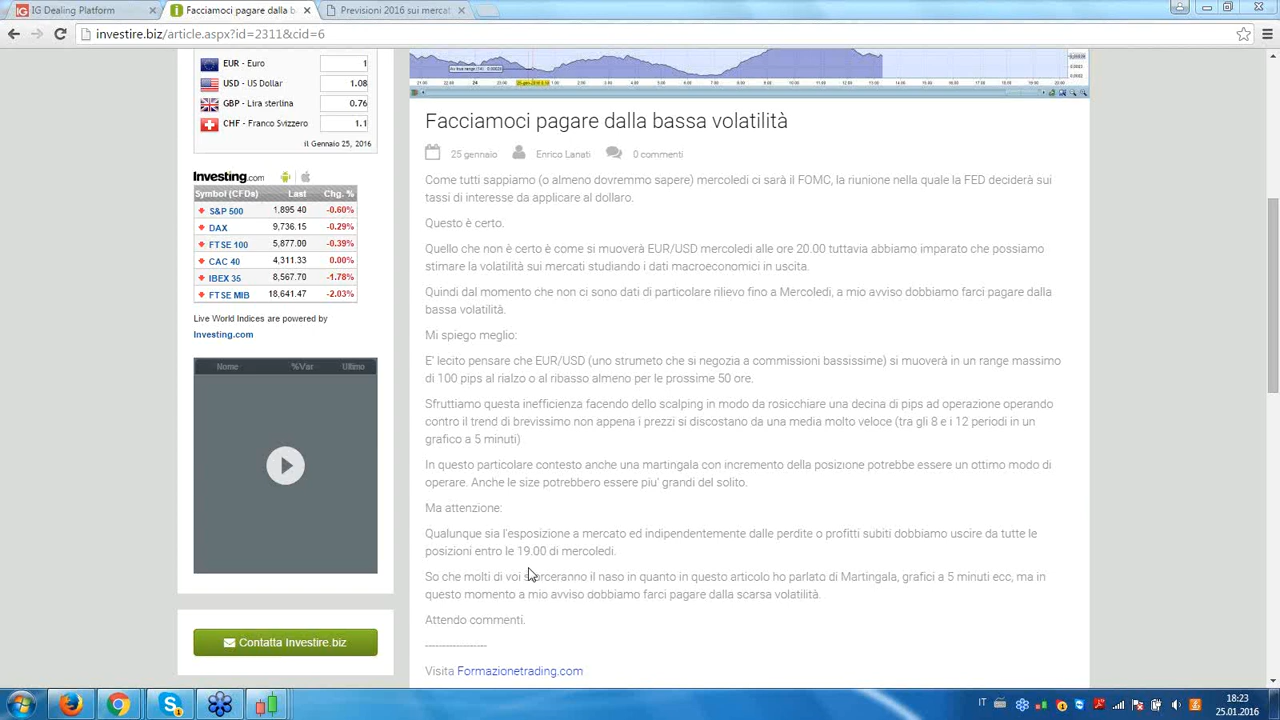 IG Dealing Platform
Facciamoci pagare dalla b
Previsioni 2016 sui mercat
investire.biz/article.aspx?id=2311&cid=6
EUR - Euro 1
USD - US Dollar 1.08
GBP - Lira sterlina 0.76
CHF - Franco Svizzero 1.1
il Gennaio 25, 2016
Investing.com
Symbol (CFDs) Last Chg. %
S&P 500 1,895.40 -0.60%
DAX 9,736.15 -0.29%
FTSE 100 5,877.00 -0.39%
CAC 40 4,311.33 0.00%
IBEX 35 8,567.70 -1.78%
FTSE MIB 18,641.47 -2.03%
Live World Indices are powered by
Investing.com
Nome %Var Ultimo
Contatta Investire.biz
Facciamoci pagare dalla bassa volatilità
25 gennaio Enrico Lanati 0 commenti
Come tutti sappiamo (o almeno dovremmo sapere) mercoledi ci sarà il FOMC, la riunione nella quale la FED deciderà sui
tassi di interesse da applicare al dollaro.
Questo è certo.
Quello che non è certo è come si muoverà EUR/USD mercoledi alle ore 20.00 tuttavia abbiamo imparato che possiamo
stimare la volatilità sui mercati studiando i dati macroeconomici in uscita.
Quindi dal momento che non ci sono dati di particolare rilievo fino a Mercoledi, a mio avviso dobbiamo farci pagare dalla
bassa volatilità.
Mi spiego meglio:
E' lecito pensare che EUR/USD (uno strumeto che si negozia a commissioni bassissime) si muoverà in un range massimo
di 100 pips al rialzo o al ribasso almeno per le prossime 50 ore.
Sfruttiamo questa inefficienza facendo dello scalping in modo da rosicchiare una decina di pips ad operazione operando
contro il trend di brevissimo non appena i prezzi si discostano da una media molto veloce (tra gli 8 e i 12 periodi in un
grafico a 5 minuti)
In questo particolare contesto anche una martingala con incremento della posizione potrebbe essere un ottimo modo di
operare. Anche le size potrebbero essere piu' grandi del solito.
Ma attenzione:
Qualunque sia l'esposizione a mercato ed indipendentemente dalle perdite o profitti subiti dobbiamo uscire da tutte le
posizioni entro le 19.00 di mercoledi.
So che molti di voi storceranno il naso in quanto in questo articolo ho parlato di Martingala, grafici a 5 minuti ecc, ma in
questo momento a mio avviso dobbiamo farci pagare dalla scarsa volatilità.
Attendo commenti.
------------------
Visita Formazionetrading.com
IT
18:23
25.01.2016